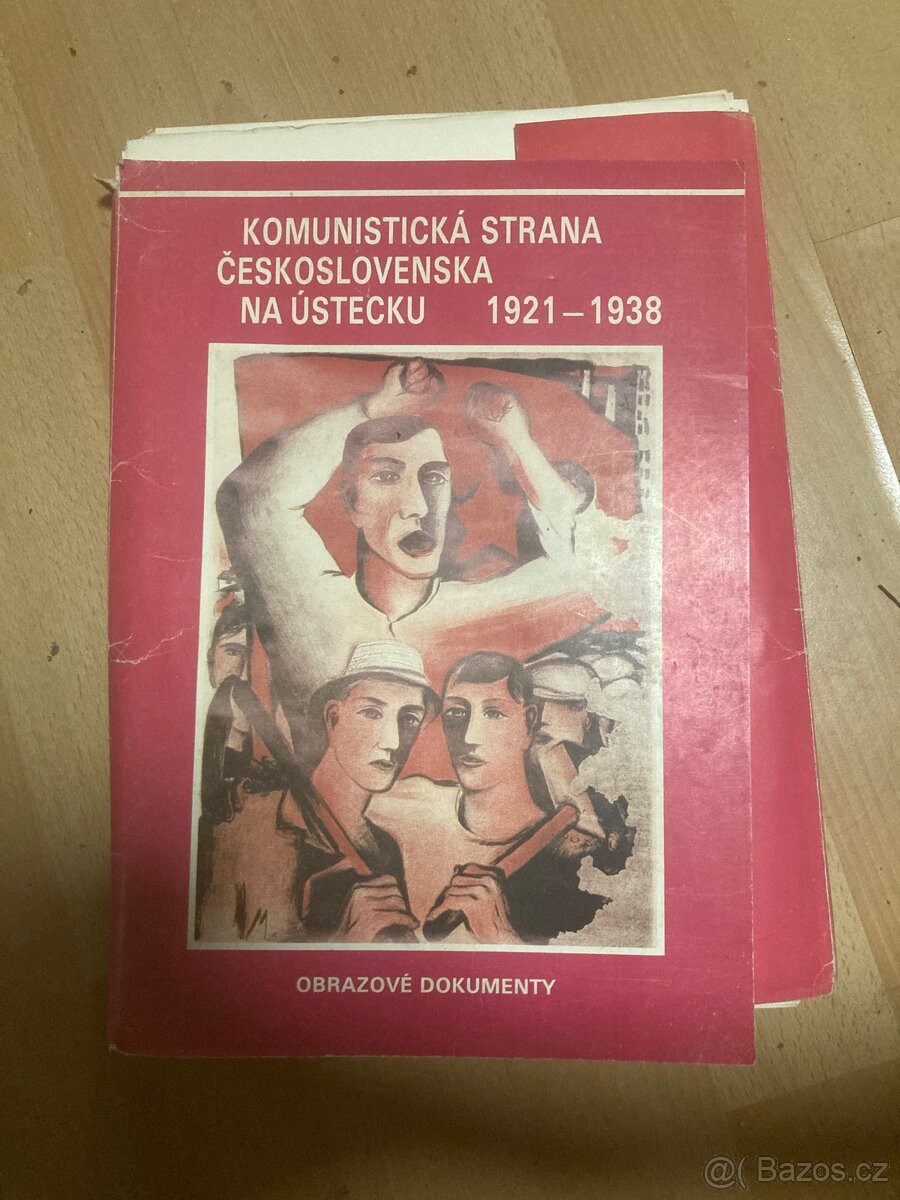 KOMUNISTICKÁ STRANA
ČESKOSLOVENSKA
NA ÚSTECKU 1921–1938
OBRAZOVÉ DOKUMENTY
@( Bazos.cz